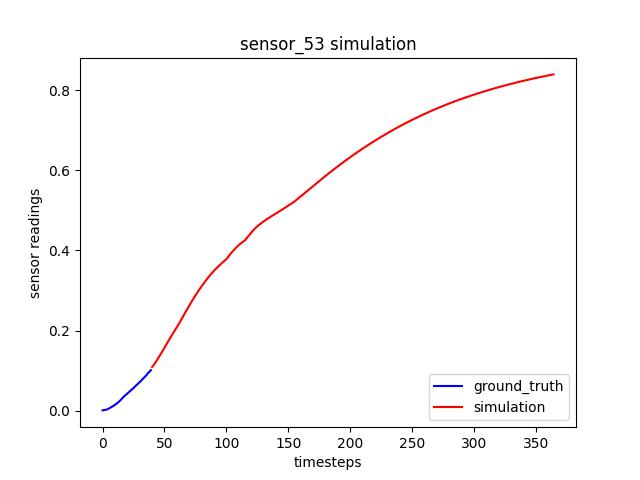 sensor_53 simulation
sensor readings
0.8
0.6
0.4
0.2
0.0
0 50 100 150 200 250 300 350
timesteps
ground_truth
simulation